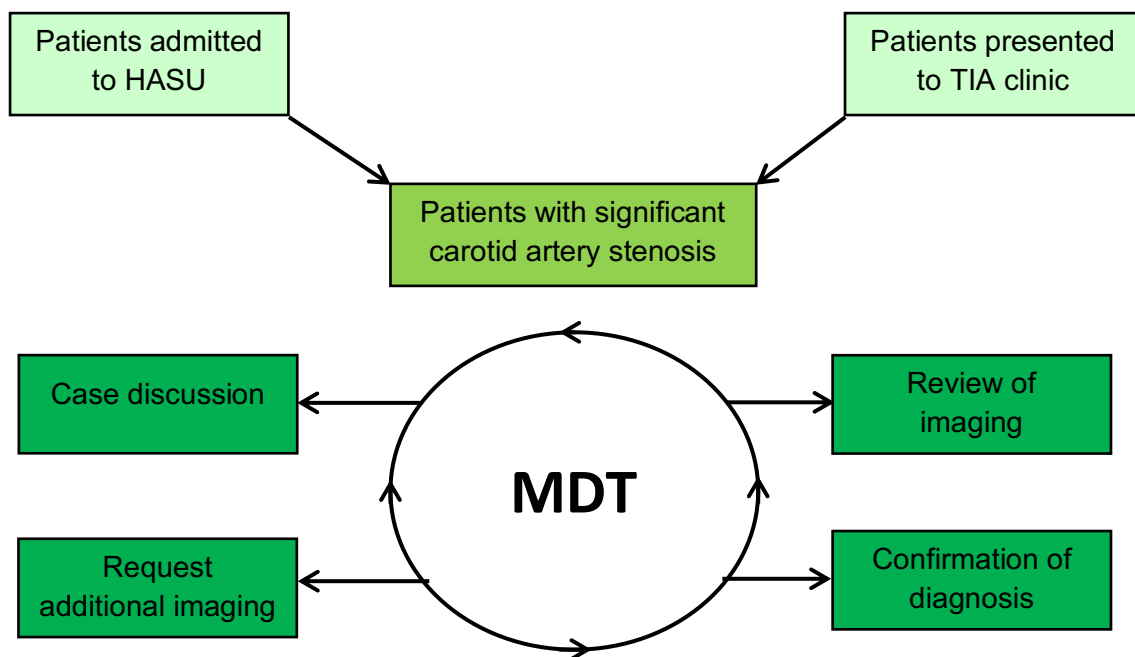 Patients admitted
to HASU
Patients presented
to TIA clinic
Patients with significant
carotid artery stenosis
Case discussion
Review of
imaging
MDT
Request
additional imaging
Confirmation of
diagnosis